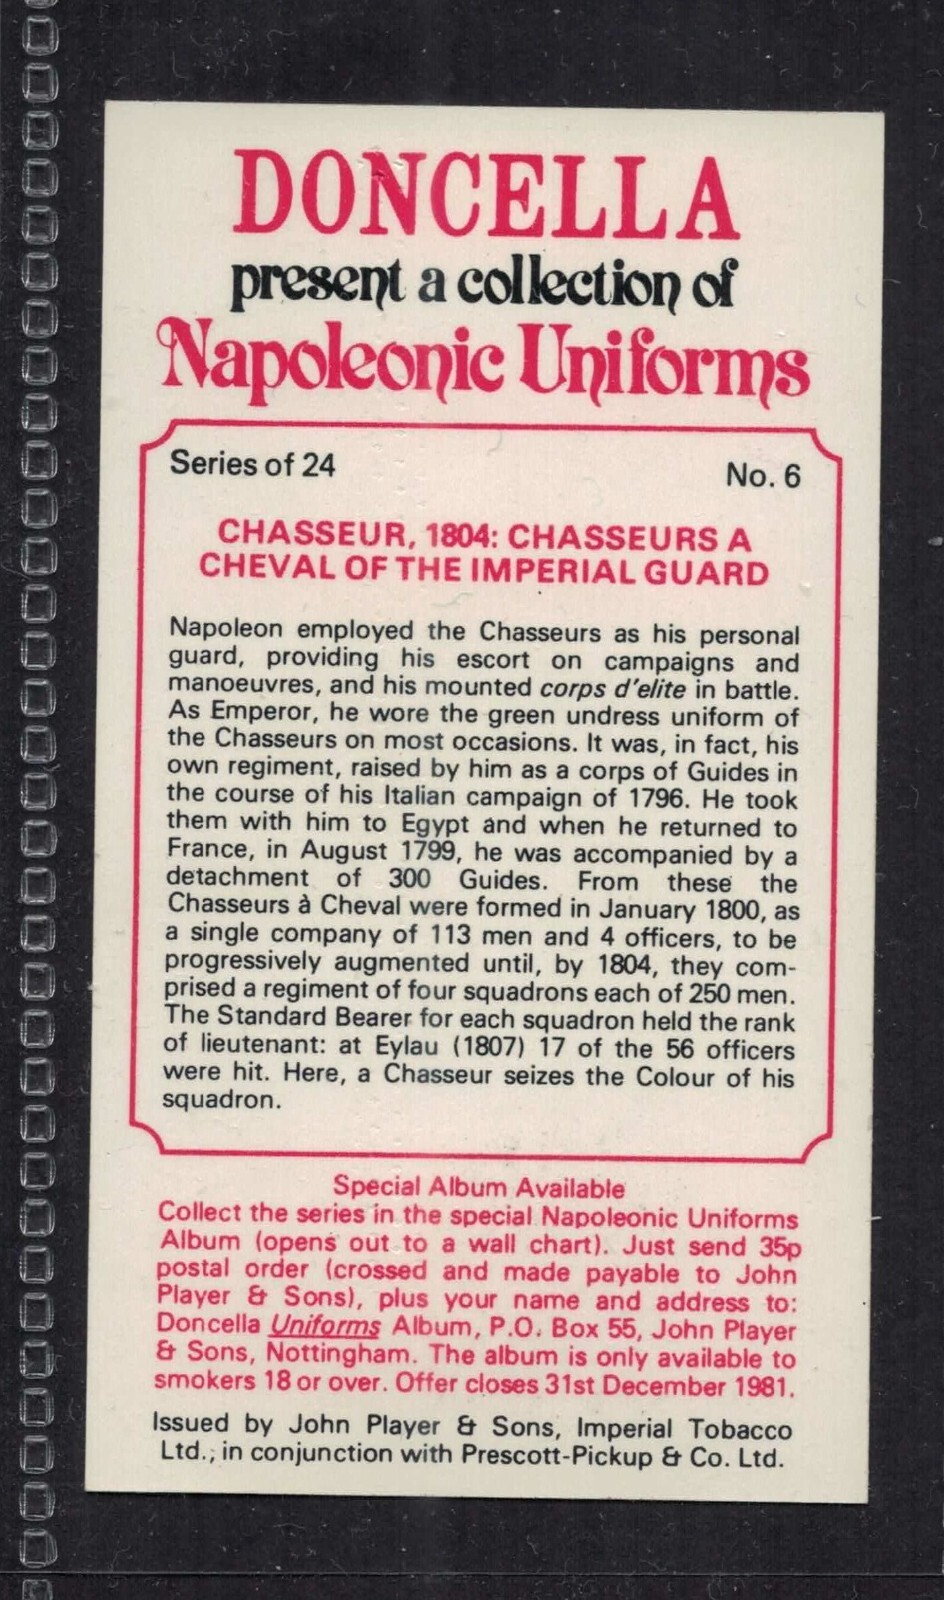 DONCELLA
present a collection of
Napoleonic Uniforms
Series of 24
No. 6
CHASSEUR, 1804: CHASSEURS A
CHEVAL OF THE IMPERIAL GUARD
Napoleon employed the Chasseurs as his personal
guard, providing his escort on campaigns and
manoeuvres, and his mounted corps d'elite in battle.
As Emperor, he wore the green undress uniform of
the Chasseurs on most occasions. It was, in fact, his
own regiment, raised by him as a corps of Guides in
the course of his Italian campaign of 1796. He took
them with him to Egypt and when he returned to
France, in August 1799, he was accompanied by a
detachment of 300 Guides. From these the
Chasseurs à Cheval were formed in January 1800, as
a single company of 113 men and 4 officers, to be
progressively augmented until, by 1804, they com-
prised a regiment of four squadrons each of 250 men.
The Standard Bearer for each squadron held the rank
of lieutenant: at Eylau (1807) 17 of the 56 officers
were hit. Here, a Chasseur seizes the Colour of his
squadron.
Special Album Available
Collect the series in the special Napoleonic Uniforms
Album (opens out to a wall chart). Just send 35p
postal order (crossed and made payable to John
Player & Sons), plus your name and address to:
Doncella Uniforms Album, P.O. Box 55, John Player
& Sons, Nottingham. The album is only available to
smokers 18 or over. Offer closes 31st December 1981.
Issued by John Player & Sons, Imperial Tobacco
Ltd., in conjunction with Prescott-Pickup & Co. Ltd.